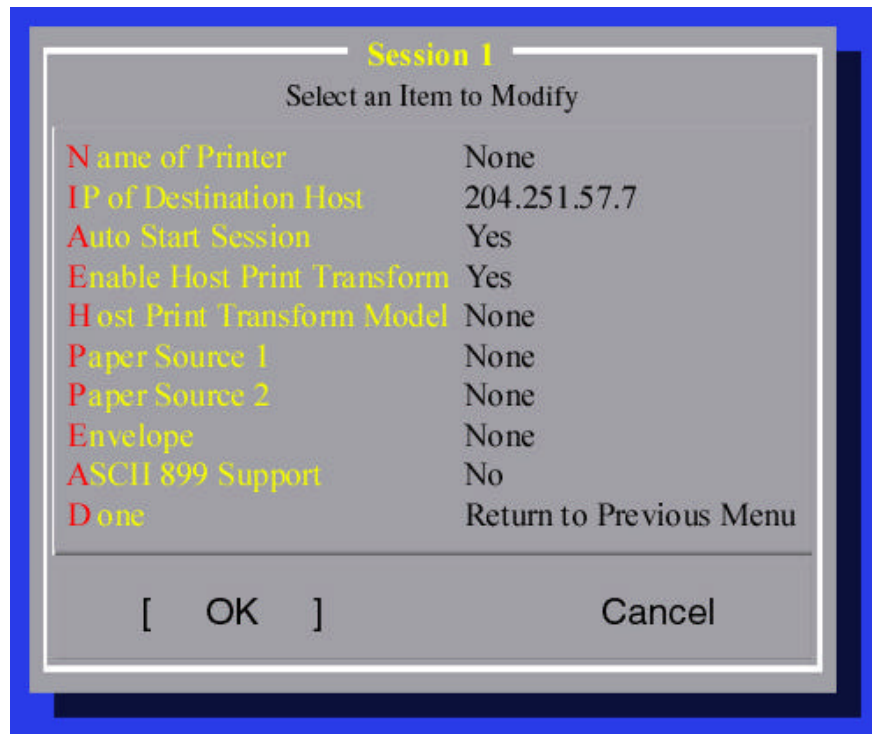 Session 1
Select an Item to Modify
Name of Printer None
IP of Destination Host 204.251.57.7
Auto Start Session Yes
Enable Host Print Transform Yes
Host Print Transform Model None
Paper Source 1 None
Paper Source 2 None
Envelope None
ASCII 899 Support No
Done Return to Previous Menu
[ OK ] Cancel